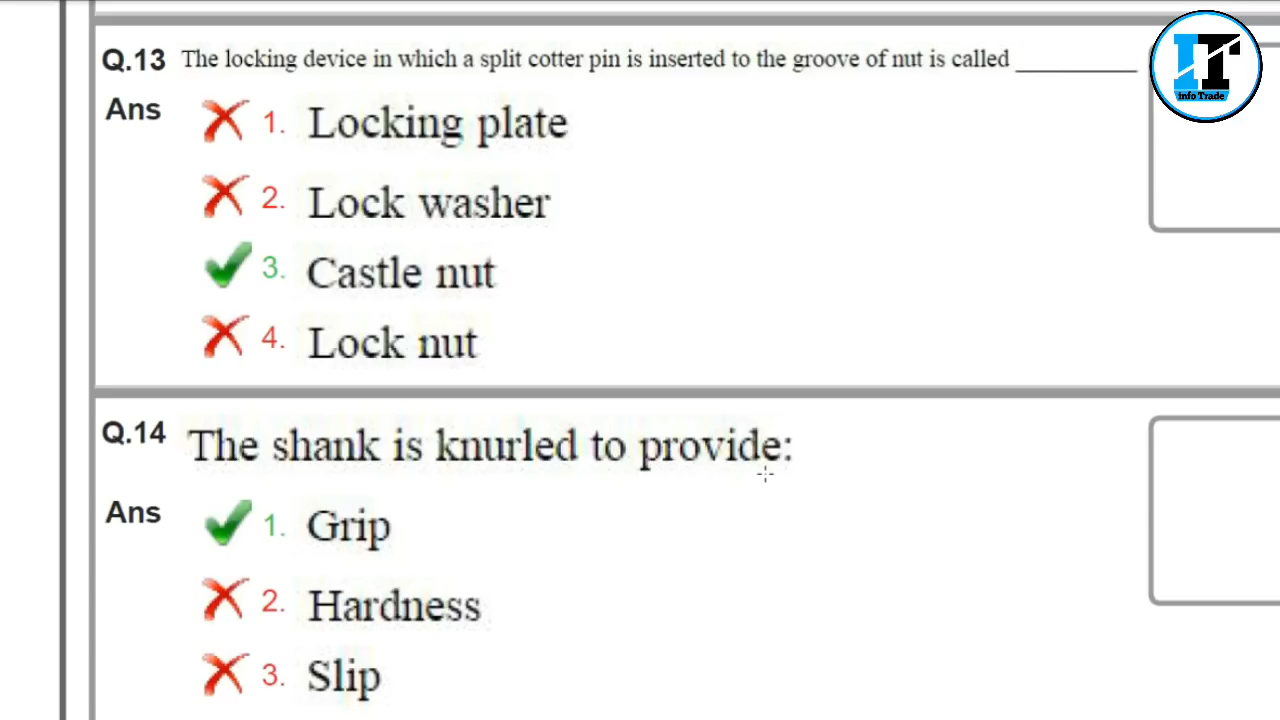 Q.13 The locking device in which a split cotter pin is inserted to the groove of nut is called __________
IT
Info Trade
Ans
1. Locking plate
2. Lock washer
3. Castle nut
4. Lock nut
Q.14 The shank is knurled to provide:
Ans
1. Grip
2. Hardness
3. Slip